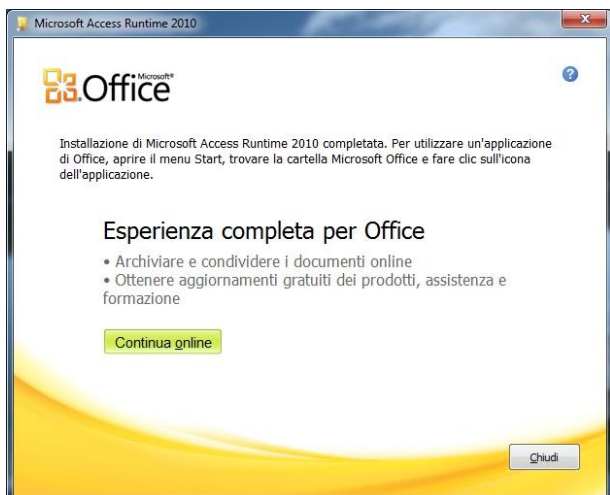 Microsoft Access Runtime 2010
Microsoft®
Office
Installazione di Microsoft Access Runtime 2010 completata. Per utilizzare un'applicazione
di Office, aprire il menu Start, trovare la cartella Microsoft Office e fare clic sull'icona
dell'applicazione.
Esperienza completa per Office
• Archiviare e condividere i documenti online
• Ottenere aggiornamenti gratuiti dei prodotti, assistenza e
formazione
Continua online
Chiudi